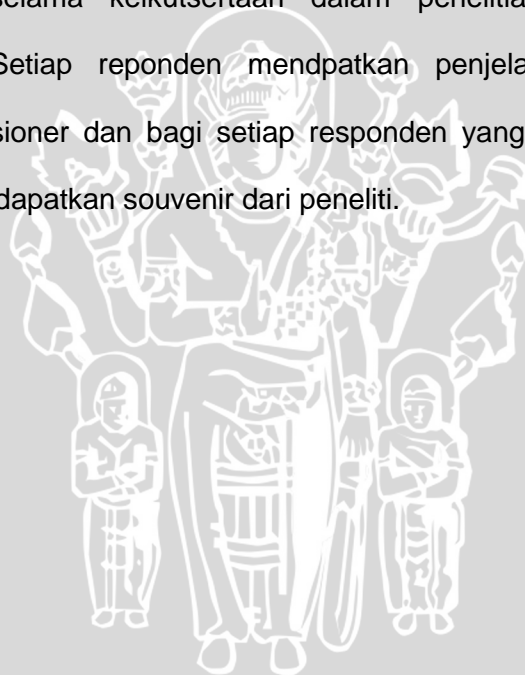 selama keikutsertaan dalam penelitia
Setiap reponden mendpatkan penjela
sioner dan bagi setiap responden yang
dapatkan souvenir dari peneliti.